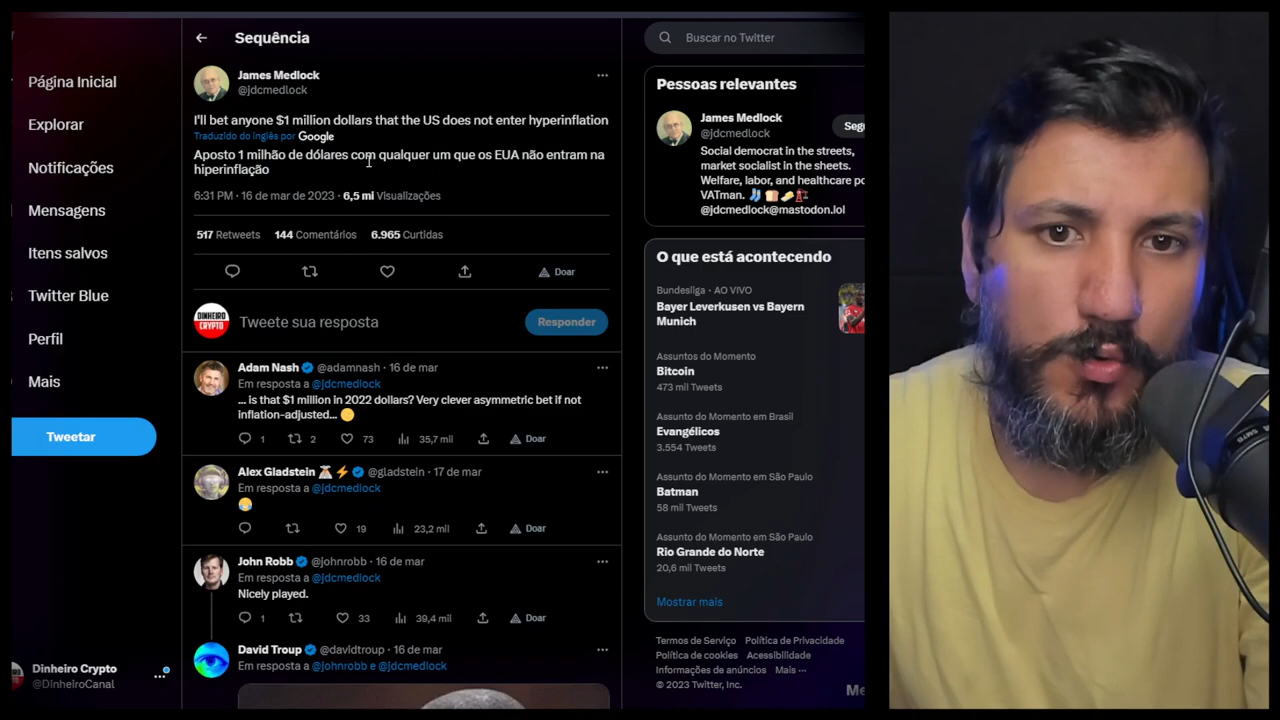 Página Inicial
Explorar
Notificações
Mensagens
Itens salvos
Twitter Blue
Perfil
Mais
Tweetar
Dinheiro Crypto
@DinheiroCanal
Sequência
James Medlock
@jdcmedlock
I'll bet anyone $1 million dollars that the US does not enter hyperinflation
Traduzido do inglês por Google
Aposto 1 milhão de dólares com qualquer um que os EUA não entram na
hiperinflação
6:31 PM · 16 de mar de 2023 · 6,5 mi Visualizações
517 Retweets 144 Comentários 6.965 Curtidas
Doar
DINHEIRO
CRYPTO
Tweete sua resposta
Responder
Adam Nash @adamnash · 16 de mar
Em resposta a @jdcmedlock
... is that $1 million in 2022 dollars? Very clever asymmetric bet if not
inflation-adjusted...
1 2 73 35,7 mil Doar
Alex Gladstein @gladstein · 17 de mar
Em resposta a @jdcmedlock
19 23,2 mil Doar
John Robb @johnrobb · 16 de mar
Em resposta a @jdcmedlock
Nicely played.
1 33 39,4 mil Doar
David Troup @davidtroup · 16 de mar
Em resposta a @johnrobb e @jdcmedlock
Buscar no Twitter
Pessoas relevantes
James Medlock
@jdcmedlock
Seg
Social democrat in the streets,
market socialist in the sheets.
Welfare, labor, and healthcare po
VATman.
@jdcmedlock@mastodon.lol
O que está acontecendo
Bundesliga · AO VIVO
Bayer Leverkusen vs Bayern
Munich
Assuntos do Momento
Bitcoin
473 mil Tweets
Assunto do Momento em Brasil
Evangélicos
3.554 Tweets
Assunto do Momento em São Paulo
Batman
58 mil Tweets
Assunto do Momento em São Paulo
Rio Grande do Norte
20,6 mil Tweets
Mostrar mais
Termos de Serviço Política de Privacidade
Política de cookies Acessibilidade
Informações de anúncios Mais ···
© 2023 Twitter, Inc.
Me